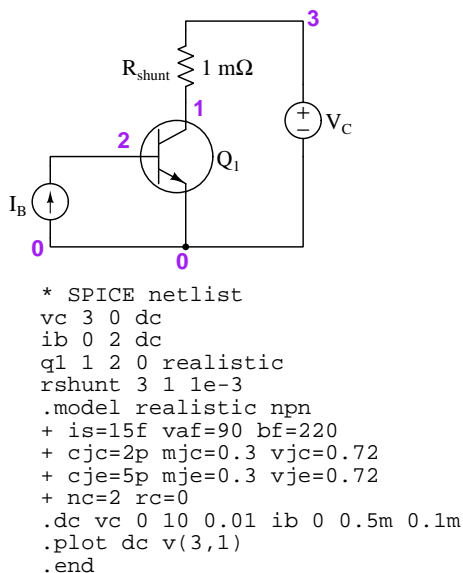 3
R_shunt 1 mΩ
1
2
+
−
V_C
Q_1
I_B
0
0
* SPICE netlist
vc 3 0 dc
ib 0 2 dc
q1 1 2 0 realistic
rshunt 3 1 1e-3
.model realistic npn
+ is=15f vaf=90 bf=220
+ cjc=2p mjc=0.3 vjc=0.72
+ cje=5p mje=0.3 vje=0.72
+ nc=2 rc=0
.dc vc 0 10 0.01 ib 0 0.5m 0.1m
.plot dc v(3,1)
.end